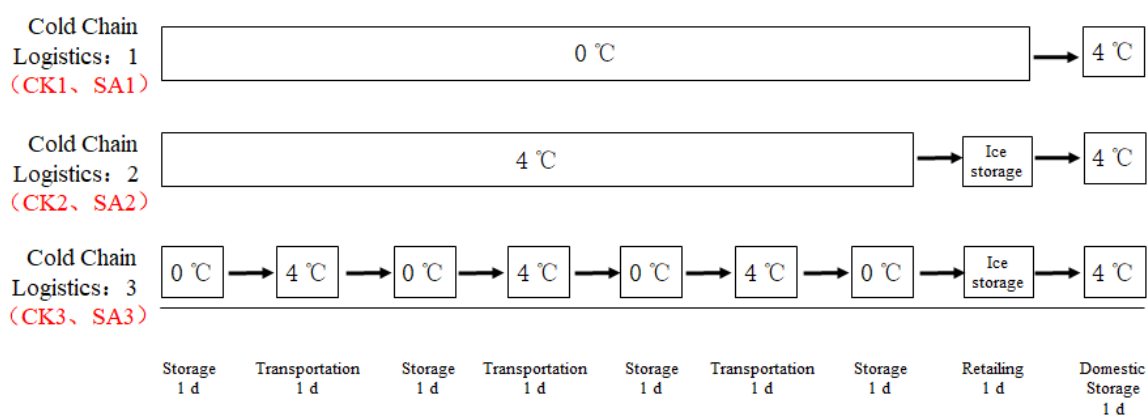 Cold Chain
Logistics：1
（CK1、SA1）
0 ℃
4 ℃
Cold Chain
Logistics：2
（CK2、SA2）
4 ℃
Ice
storage
4 ℃
Cold Chain
Logistics：3
（CK3、SA3）
0 ℃
4 ℃
0 ℃
4 ℃
0 ℃
4 ℃
0 ℃
Ice
storage
4 ℃
Storage
1 d
Transportation
1 d
Storage
1 d
Transportation
1 d
Storage
1 d
Transportation
1 d
Storage
1 d
Retailing
1 d
Domestic
Storage
1 d